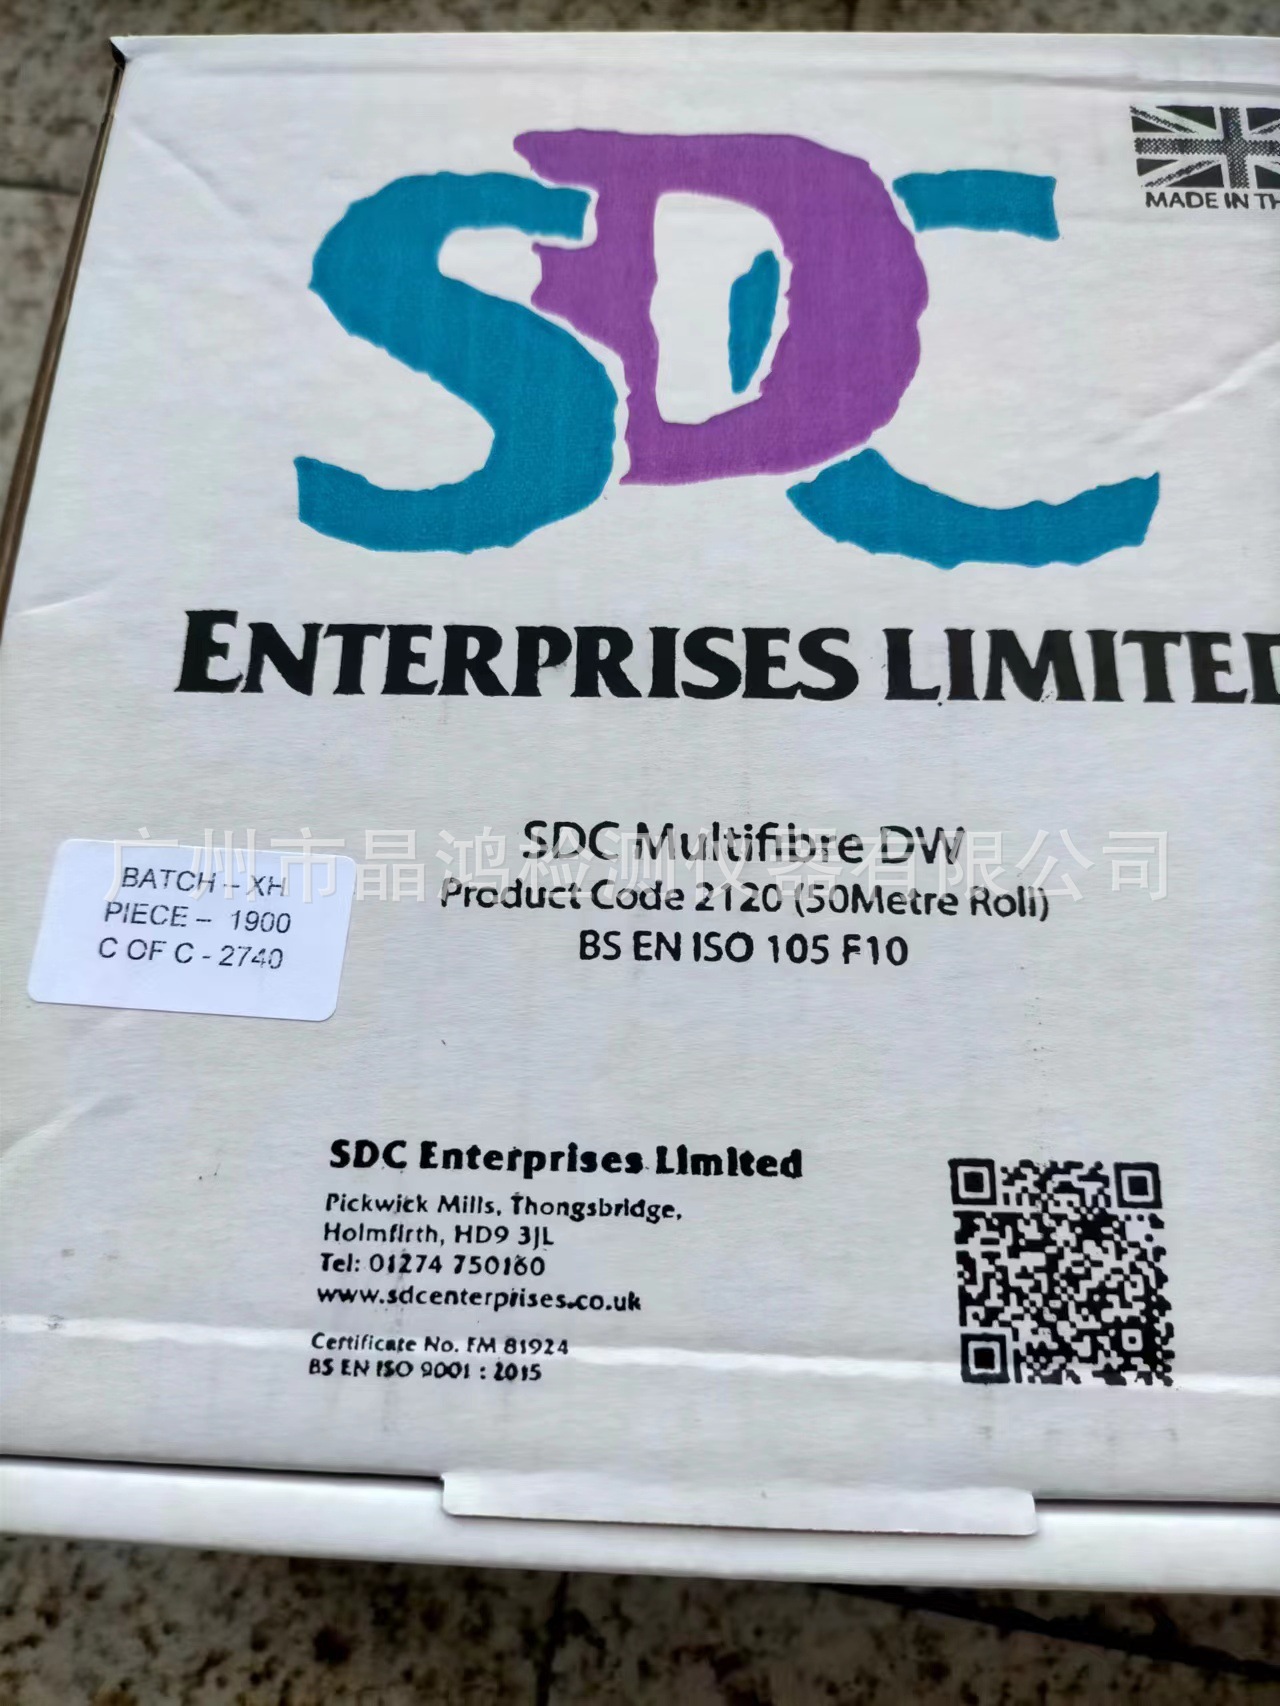 SDC
MADE IN TH
ENTERPRISES LIMITED
SDC Multifibre DW
Product Code 2120 (50Metre Roll)
BS EN ISO 105 F10
广州市晶鸿检测仪器有限公司
BATCH - XH
PIECE - 1900
C OF C - 2740
SDC Enterprises Limited
Pickwick Mills, Thongsbridge,
Holmfirth, HD9 3JL
Tel: 01274 750160
www.sdcenterprises.co.uk
Certificate No. FM 81924
BS EN ISO 9001 : 2015